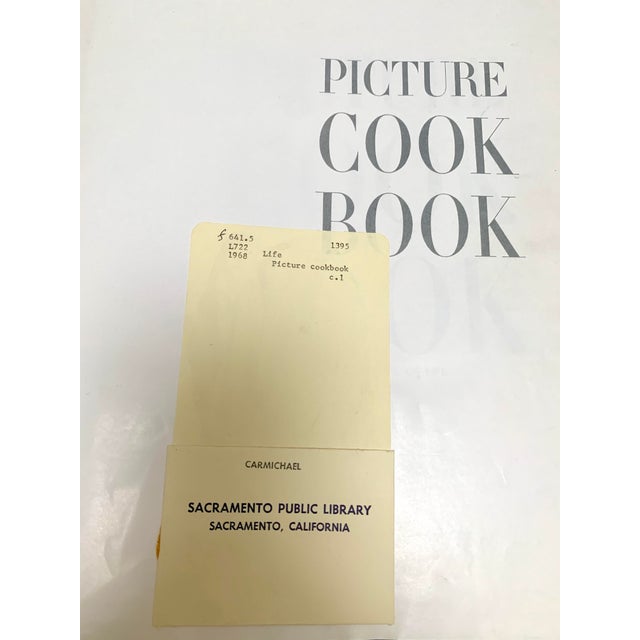 PICTURE
COOK
BOOK
f 641.5 1395
L722 Life
1968 Picture cookbook
c.1
CARMICHAEL
SACRAMENTO PUBLIC LIBRARY
SACRAMENTO, CALIFORNIA